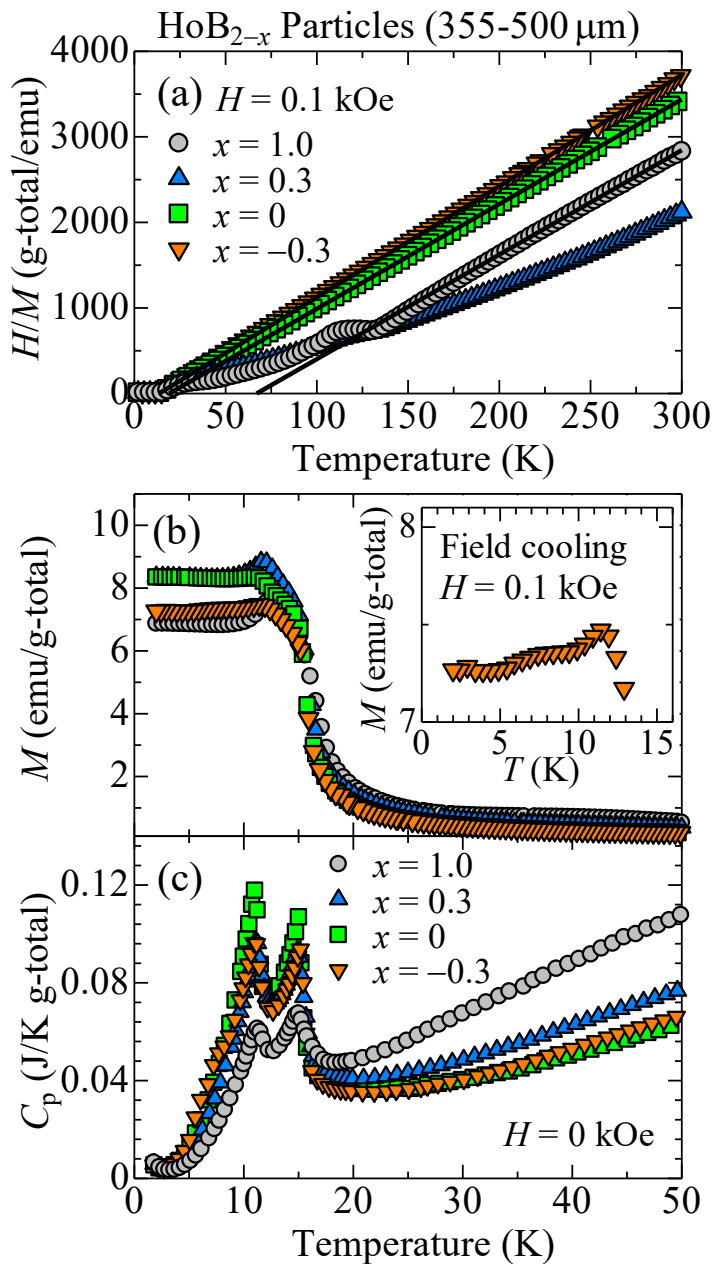 HoB2−x Particles (355-500 μm)
(a) H = 0.1 kOe
x = 1.0
x = 0.3
x = 0
x = −0.3
H/M (g-total/emu)
4000
3000
2000
1000
0
0 50 100 150 200 250 300
Temperature (K)
(b)
M (emu/g-total)
10
8
6
4
2
Field cooling
H = 0.1 kOe
M (emu/g-total)
8
7
0 5 10 15
T (K)
(c)
x = 1.0
x = 0.3
x = 0
x = −0.3
Cp (J/K g-total)
0.12
0.08
0.04
0
H = 0 kOe
0 10 20 30 40 50
Temperature (K)